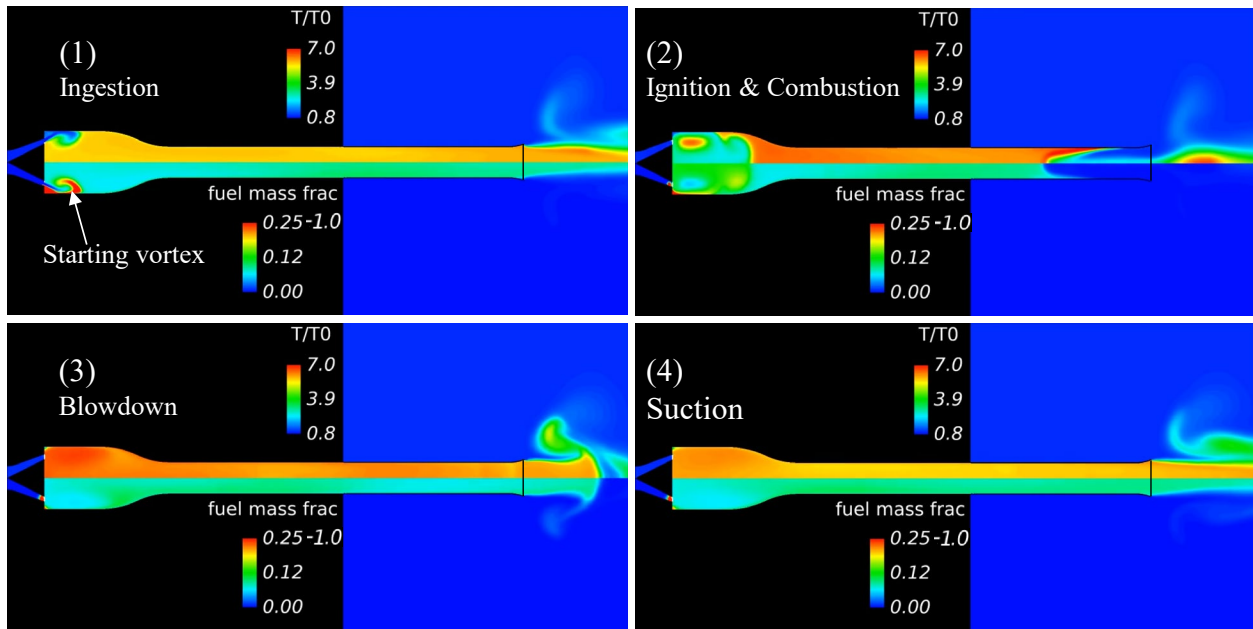 (1)
Ingestion
T/T0
7.0
3.9
0.8
fuel mass frac
0.25-1.0
0.12
0.00
Starting vortex
(2)
Ignition & Combustion
T/T0
7.0
3.9
0.8
fuel mass frac
0.25-1.0
0.12
0.00
(3)
Blowdown
T/T0
7.0
3.9
0.8
fuel mass frac
0.25-1.0
0.12
0.00
(4)
Suction
T/T0
7.0
3.9
0.8
fuel mass frac
0.25-1.0
0.12
0.00